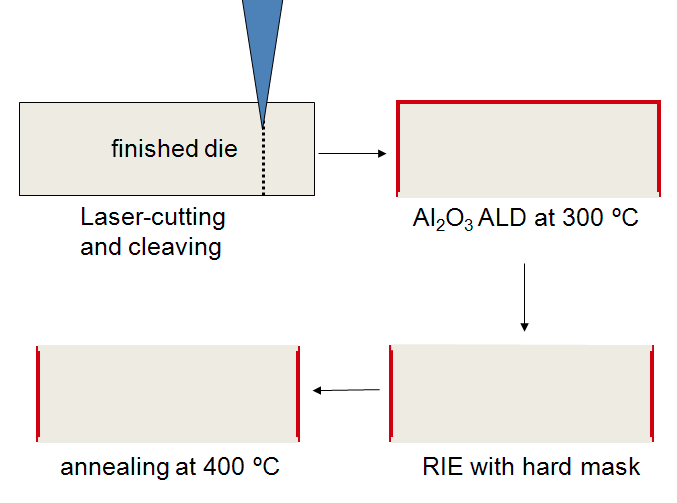 finished die
Laser-cutting
and cleaving
Al₂O₃ ALD at 300 ºC
RIE with hard mask
annealing at 400 ºC